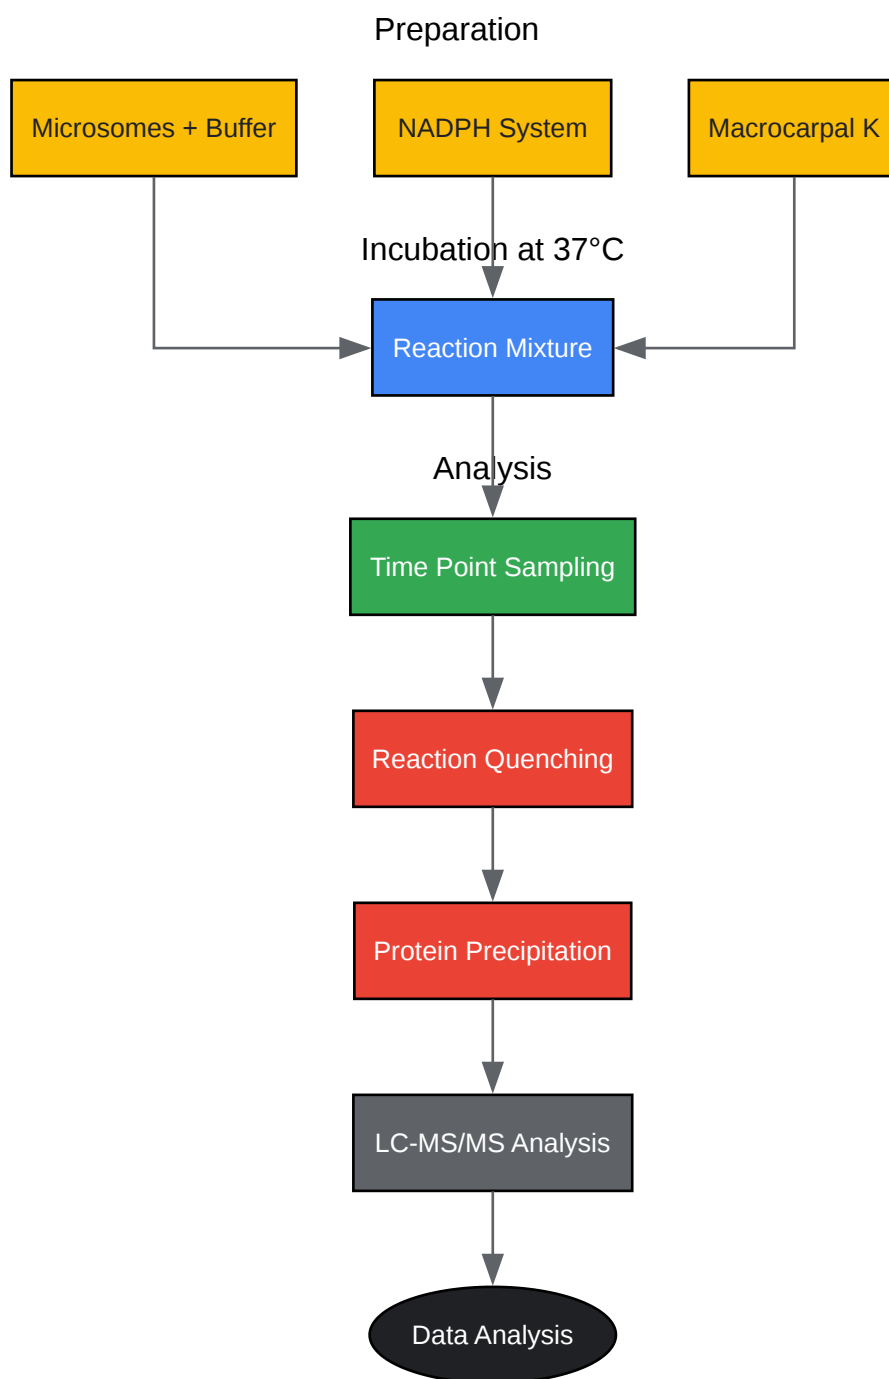 Preparation
Microsomes + Buffer
NADPH System
Macrocarpal K
Incubation at 37°C
Reaction Mixture
Analysis
Time Point Sampling
Reaction Quenching
Protein Precipitation
LC-MS/MS Analysis
Data Analysis